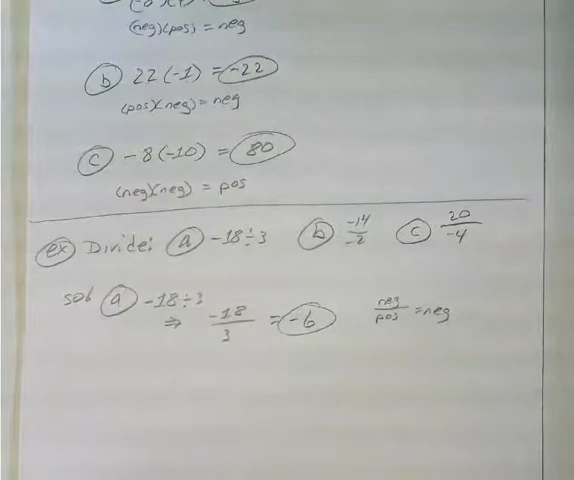 (neg)(pos) = neg
(b) 22(-1) = -22
(pos)(neg) = neg
(c) -8(-10) = 80
(neg)(neg) = pos
(ex) Divide: (a) -18÷3 (b) -14/-2 (c) 20/-4
sol (a) -18÷3
⇒ -18/3 = -6 neg/pos = neg